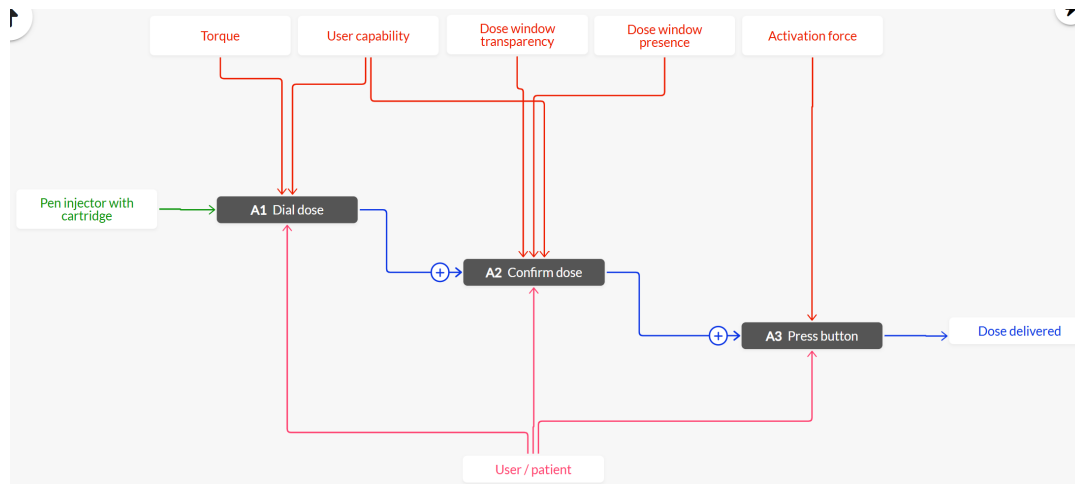 Torque
User capability
Dose window
transparency
Dose window
presence
Activation force
Pen injector with
cartridge
A1 Dial dose
A2 Confirm dose
A3 Press button
Dose delivered
User / patient